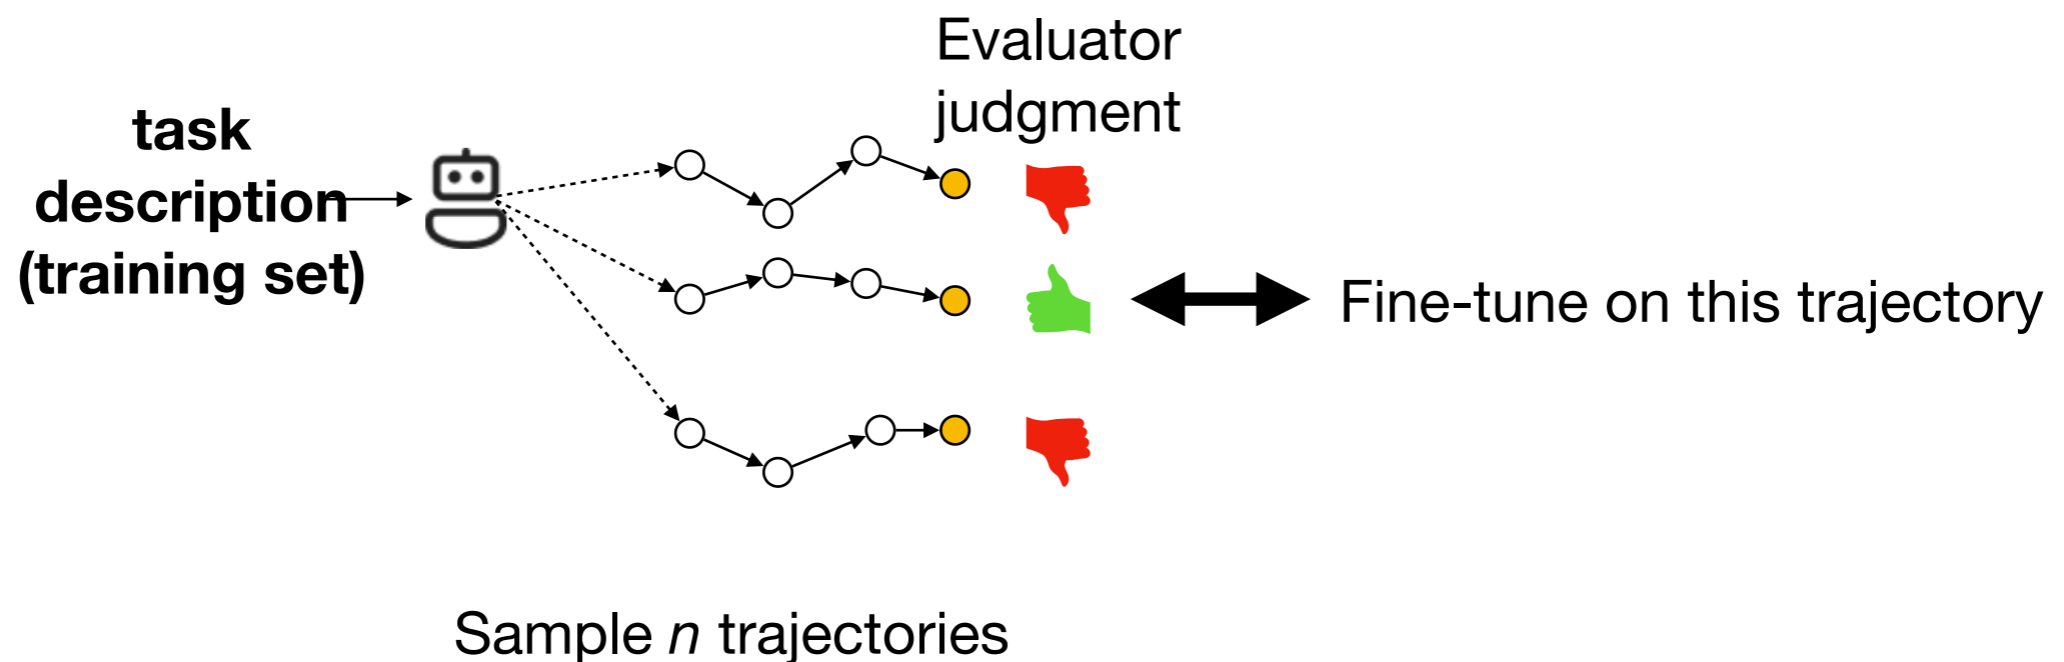 Evaluator
judgment
task
description
(training set)
Fine-tune on this trajectory
Sample n trajectories